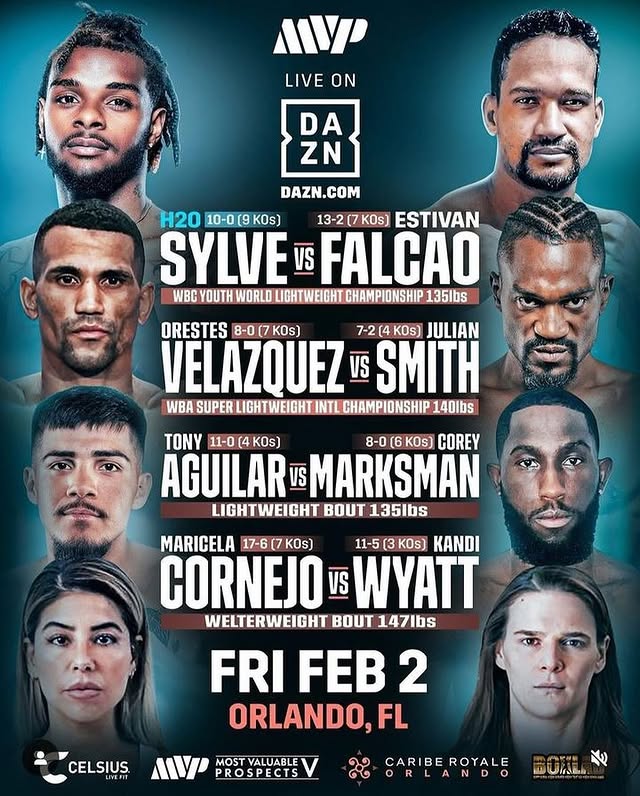 MVP
LIVE ON
DA
ZN
DAZN.COM
H2O 10-0 (9 KOs) 13-2 (7 KOs) ESTIVAN
SYLVE VS FALCAO
WBC YOUTH WORLD LIGHTWEIGHT CHAMPIONSHIP 135lbs
ORESTES 8-0 (7 KOs) 7-2 (4 KOs) JULIAN
VELAZQUEZ VS SMITH
WBA SUPER LIGHTWEIGHT INTL CHAMPIONSHIP 140lbs
TONY 11-0 (4 KOs) 8-0 (6 KOs) COREY
AGUILAR VS MARKSMAN
LIGHTWEIGHT BOUT 135lbs
MARICELA 17-6 (7 KOs) 11-5 (3 KOs) KANDI
CORNEJO VS WYATT
WELTERWEIGHT BOUT 147lbs
FRI FEB 2
ORLANDO, FL
CELSIUS
LIVE FIT
MVP
MOST VALUABLE
PROSPECTS V
CARIBE ROYALE
ORLANDO